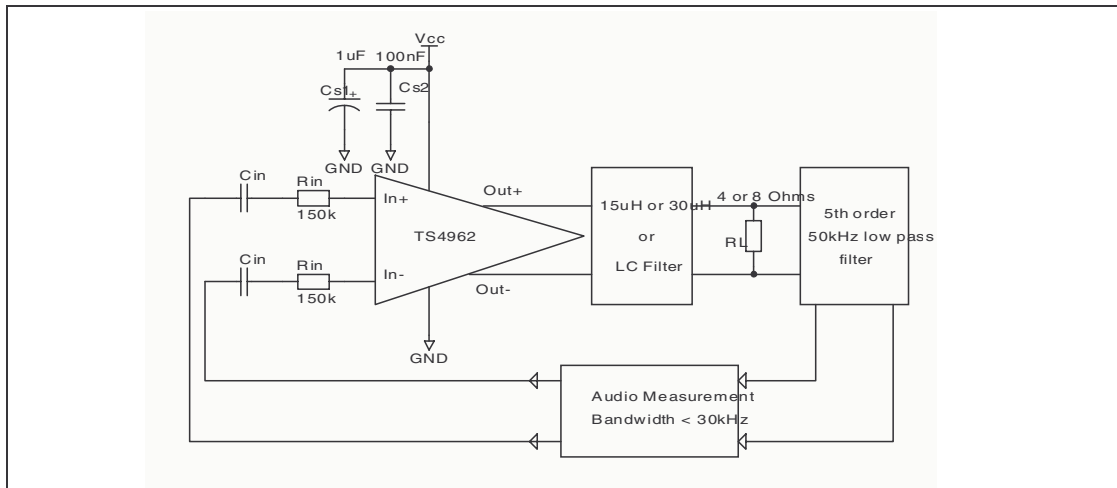 Vcc
1uF 100nF
Cs1+
Cs2
GND GND
Cin
Rin
150k
In+
Out+
TS4962
Cin
Rin
150k
In-
Out-
GND
15uH or 30uH
or
LC Filter
4 or 8 Ohms
RL
5th order
50kHz low pass
filter
Audio Measurement
Bandwidth < 30kHz